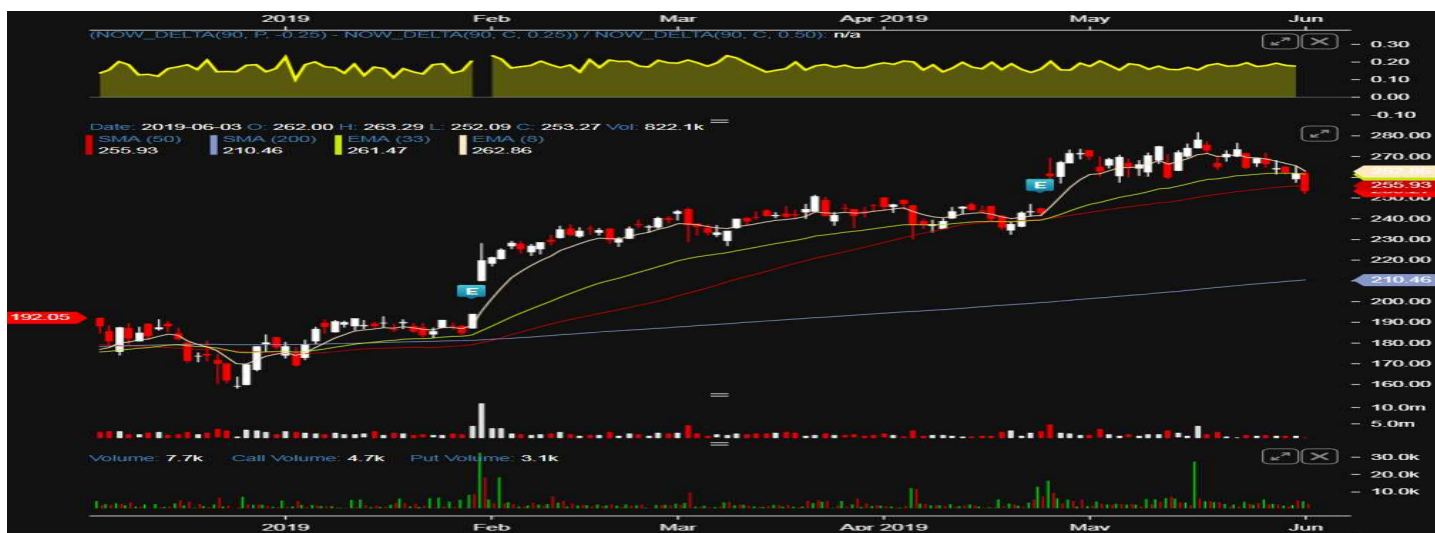 2019 Feb Mar Apr 2019 May Jun
(NOW_DELTA(90, P, -0.25) - NOW_DELTA(90, C, 0.25)) / NOW_DELTA(90, C, 0.50): n/a
0.30
0.20
0.10
0.00
-0.10
Date: 2019-06-03 O: 262.00 H: 263.29 L: 252.09 C: 253.27 Vol: 822.1k
SMA (50) SMA (200) EMA (33) EMA (8)
255.93 210.46 261.47 262.86
280.00
270.00
262.86
255.93
250.00
240.00
E
230.00
220.00
210.46
E
200.00
192.05
190.00
180.00
170.00
160.00
10.0m
5.0m
Volume: 7.7k Call Volume: 4.7k Put Volume: 3.1k
30.0k
20.0k
10.0k
2019 Feb Mar Apr 2019 May Jun